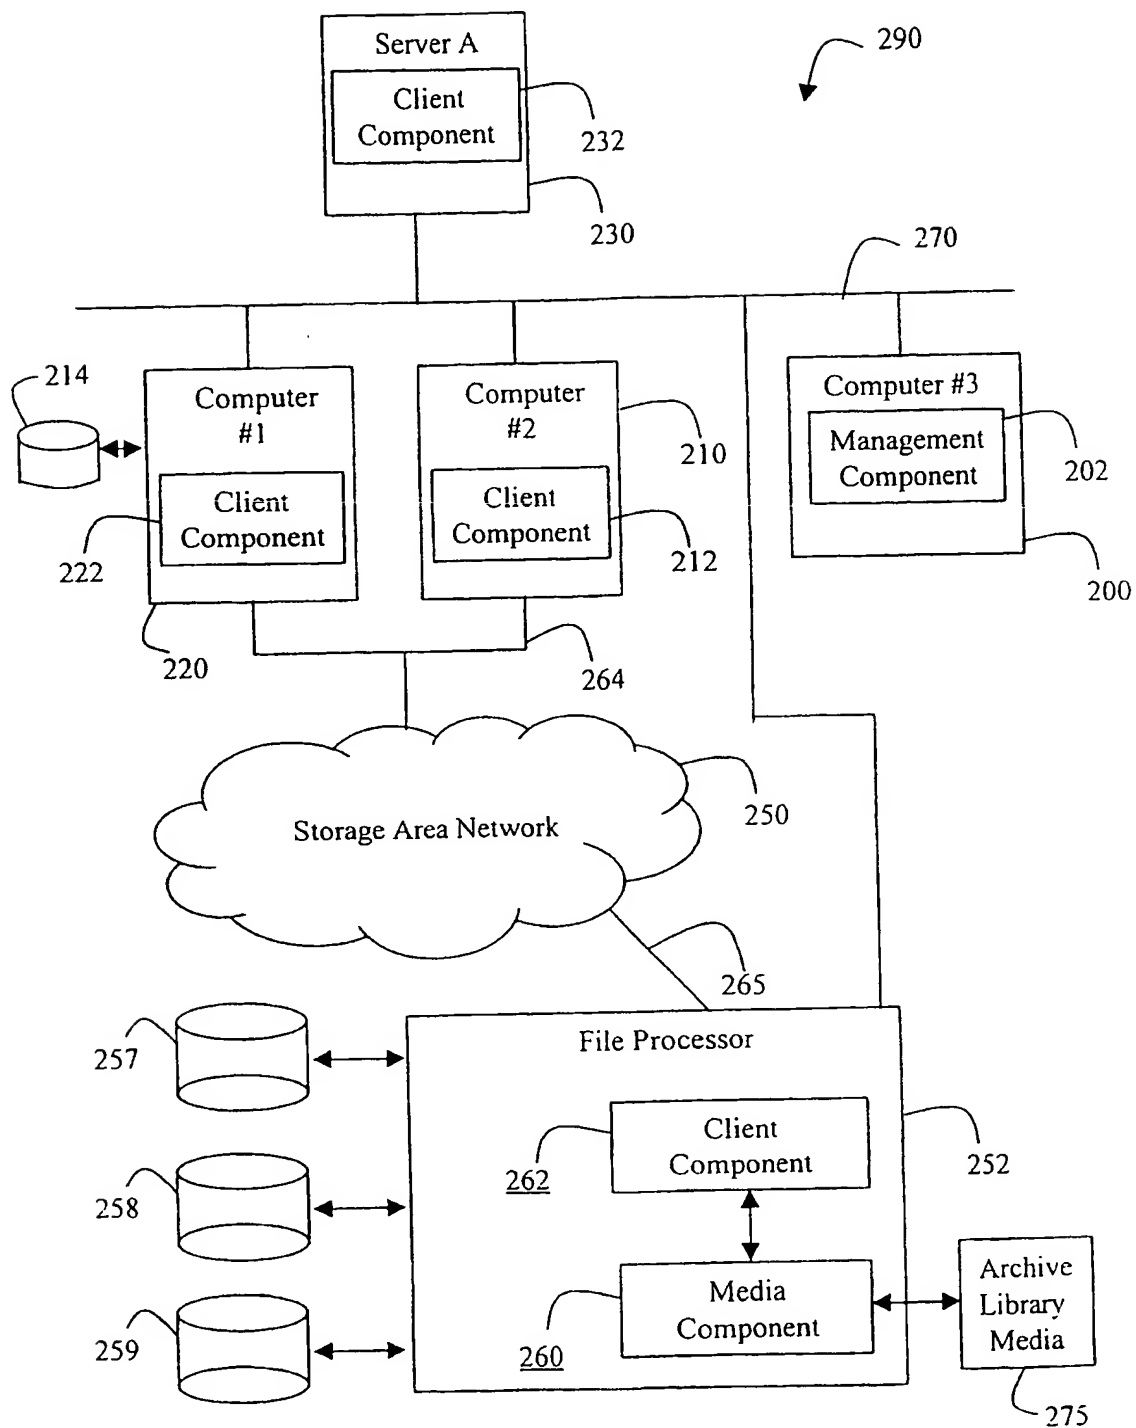 Server A
290
Client
Component
232
230
270
214
Computer
#1
Computer
#2
210
Computer #3
Management
Component
202
Client
Component
222
Client
Component
212
200
220
264
250
Storage Area Network
265
File Processor
257
Client
Component
262
252
258
Media
Component
260
Archive
Library
Media
259
275